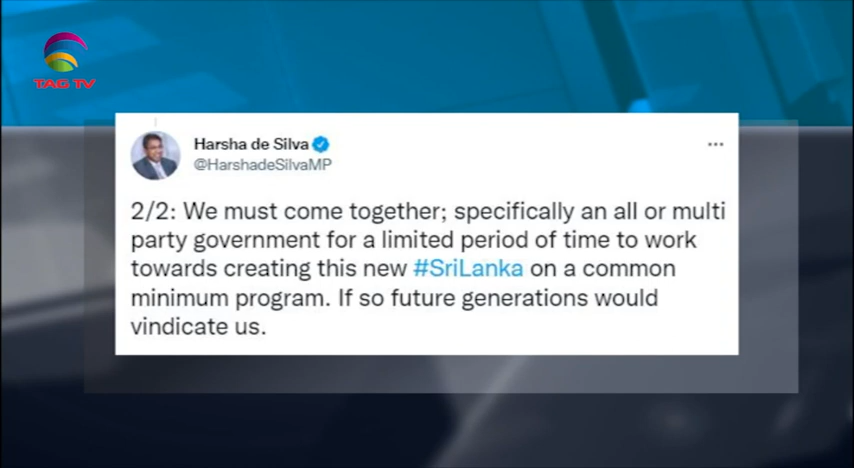 TAG TV
Harsha de Silva
@HarshadeSilvaMP
2/2: We must come together; specifically an all or multi
party government for a limited period of time to work
towards creating this new #SriLanka on a common
minimum program. If so future generations would
vindicate us.